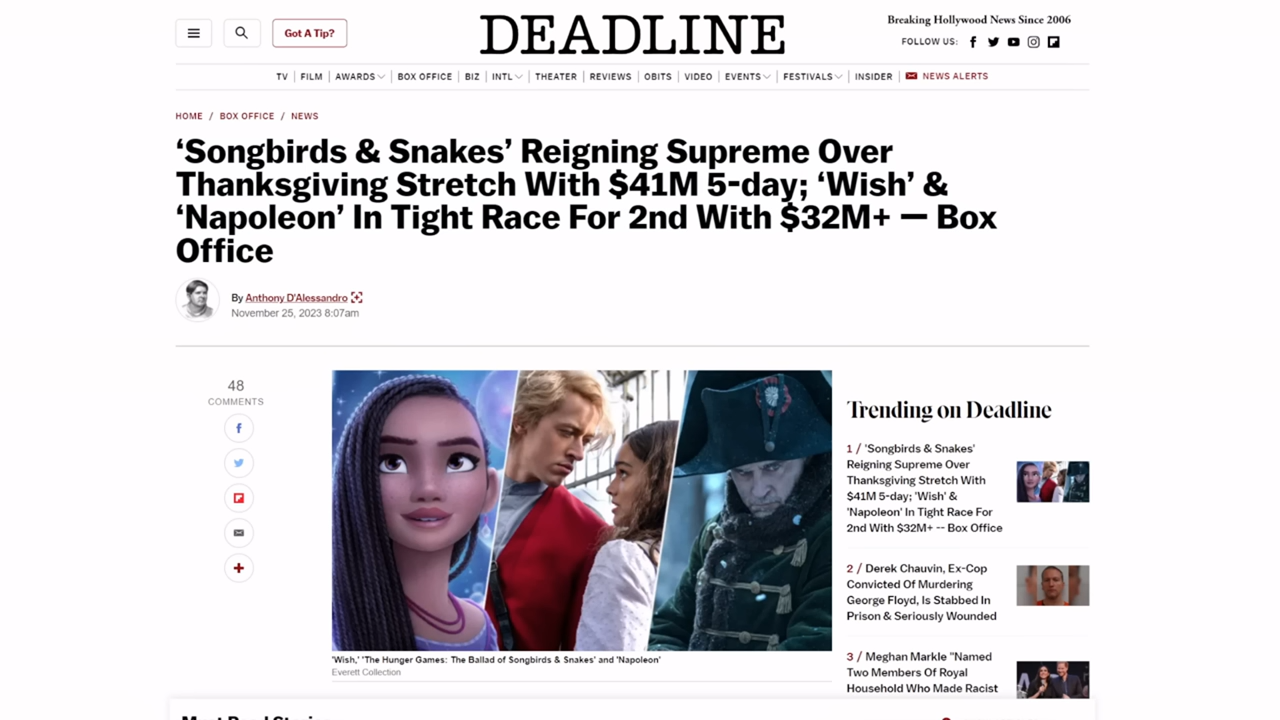 Got A Tip?
DEADLINE
Breaking Hollywood News Since 2006
FOLLOW US:
TV | FILM | AWARDS | BOX OFFICE | BIZ | INTL | THEATER | REVIEWS | OBITS | VIDEO | EVENTS | FESTIVALS | INSIDER | NEWS ALERTS
HOME / BOX OFFICE / NEWS
‘Songbirds & Snakes’ Reigning Supreme Over
Thanksgiving Stretch With $41M 5-day; ‘Wish’ &
‘Napoleon’ In Tight Race For 2nd With $32M+ — Box
Office
By Anthony D'Alessandro
November 25, 2023 8:07am
48
COMMENTS
'Wish,' 'The Hunger Games: The Ballad of Songbirds & Snakes' and 'Napoleon'
Everett Collection
Trending on Deadline
1 / 'Songbirds & Snakes'
Reigning Supreme Over
Thanksgiving Stretch With
$41M 5-day; 'Wish' &
'Napoleon' In Tight Race For
2nd With $32M+ -- Box Office
2 / Derek Chauvin, Ex-Cop
Convicted Of Murdering
George Floyd, Is Stabbed In
Prison & Seriously Wounded
3 / Meghan Markle "Named
Two Members Of Royal
Household Who Made Racist